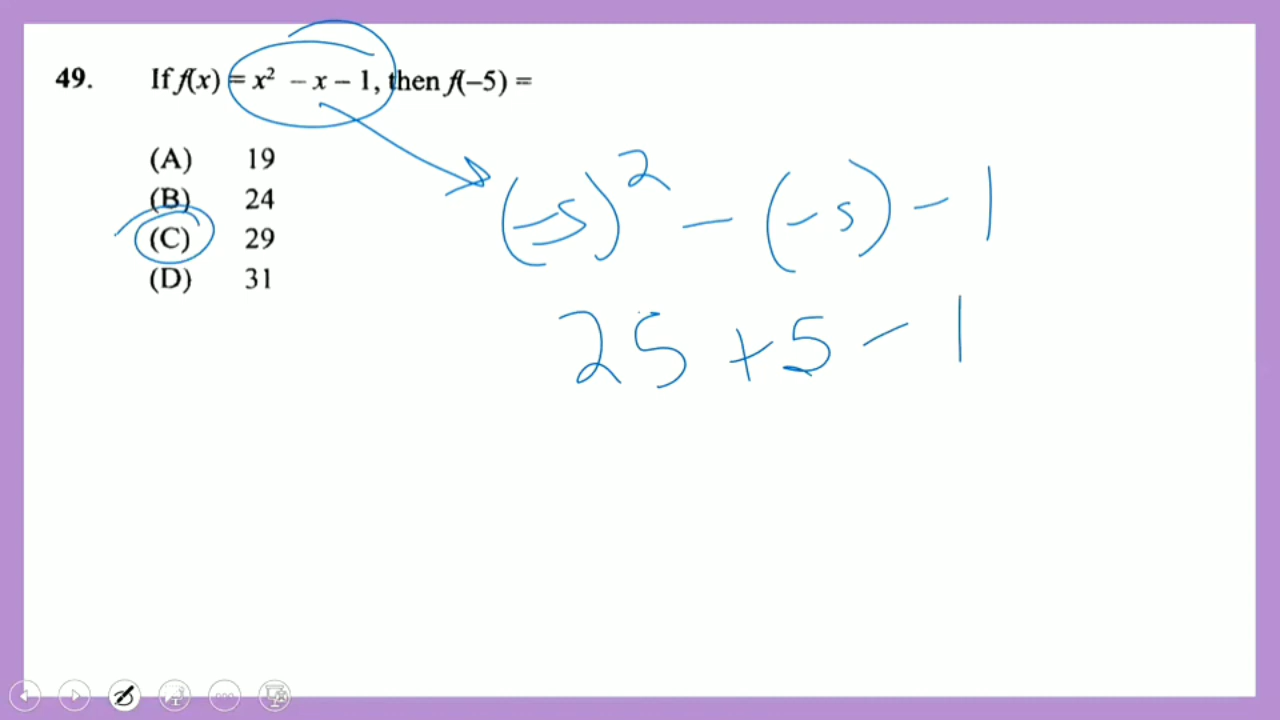 49. If f(x) = x² – x – 1, then f(–5) =
(A) 19
(B) 24
(C) 29
(D) 31
(–5)² – (–5) – 1
25 + 5 – 1